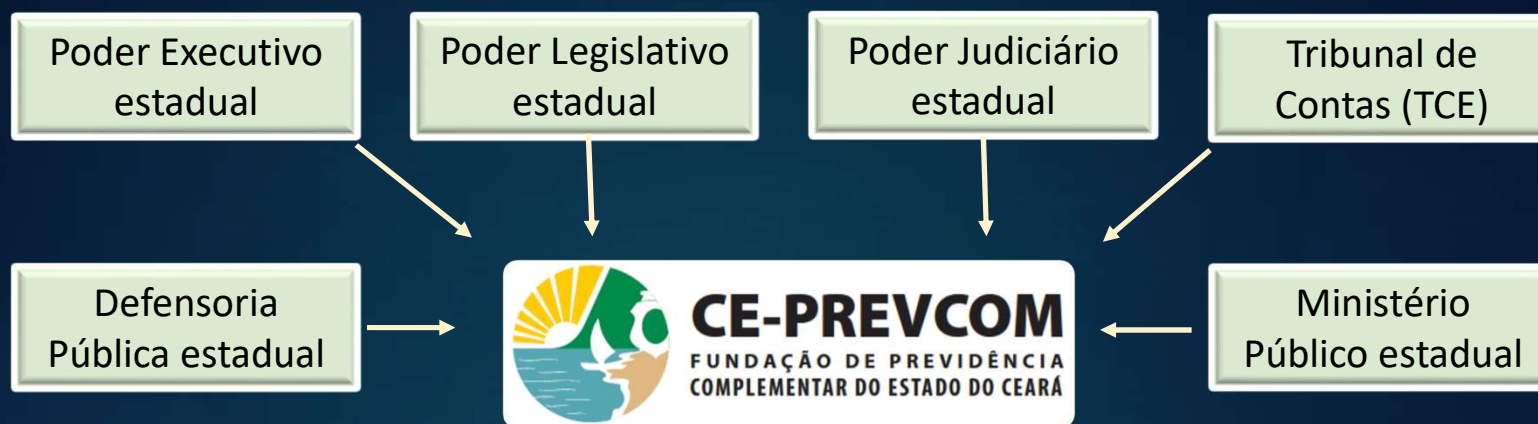 Poder Executivo
estadual
Poder Legislativo
estadual
Poder Judiciário
estadual
Tribunal de
Contas (TCE)
Defensoria
Pública estadual
CE-PREVCOM
FUNDAÇÃO DE PREVIDÊNCIA
COMPLEMENTAR DO ESTADO DO CEARÁ
Ministério
Público estadual